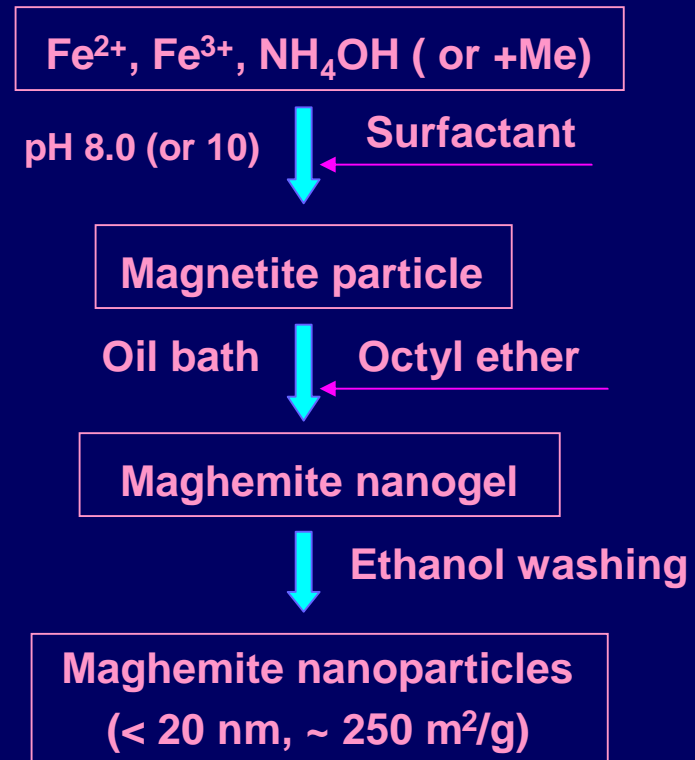 Fe²⁺, Fe³⁺, NH₄OH ( or +Me)
pH 8.0 (or 10)
Surfactant
Magnetite particle
Oil bath
Octyl ether
Maghemite nanogel
Ethanol washing
Maghemite nanoparticles
(< 20 nm, ~ 250 m²/g)